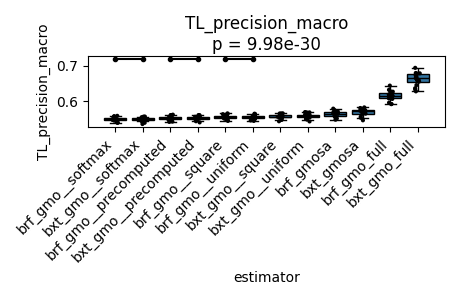 TL_precision_macro
p = 9.98e-30
TL_precision_macro
0.7
0.6
brf_gmo__softmax
bxt_gmo__softmax
brf_gmo__precomputed
bxt_gmo__precomputed
brf_gmo__square
brf_gmo__uniform
bxt_gmo__square
bxt_gmo__uniform
brf_gmosa
bxt_gmosa
brf_gmo_full
bxt_gmo_full
estimator